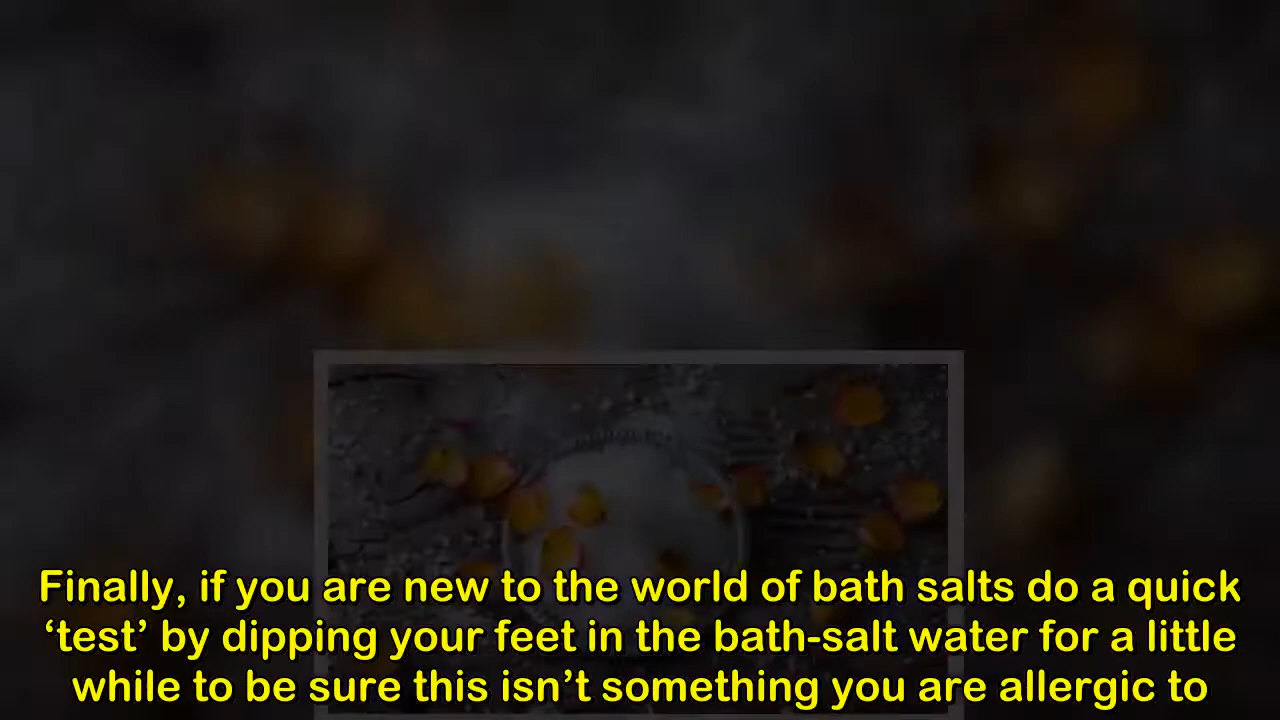 Finally, if you are new to the world of bath salts do a quick
‘test’ by dipping your feet in the bath-salt water for a little
while to be sure this isn’t something you are allergic to